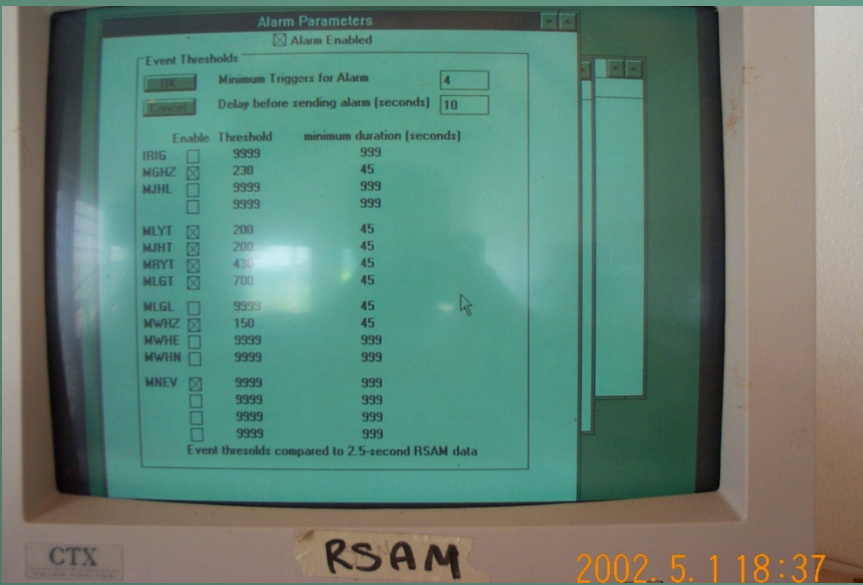 Alarm Parameters
Alarm Enabled
Event Thresholds
OK
Minimum Triggers for Alarm 4
Cancel
Delay before sending alarm (seconds) 10
Enable Threshold minimum duration (seconds)
IRIG 9999 999
MGHZ 230 45
MJHL 9999 999
9999 999
MLYT 200 45
MJHT 200 45
MRYT 430 45
MLGT 700 45
MLGL 9999 45
MWHZ 150 45
MWHE 9999 999
MWHN 9999 999
MNEV 9999 999
9999 999
9999 999
9999 999
Event thresolds compared to 2.5-second RSAM data
CTX
RSAM
2002. 5. 1 18:37